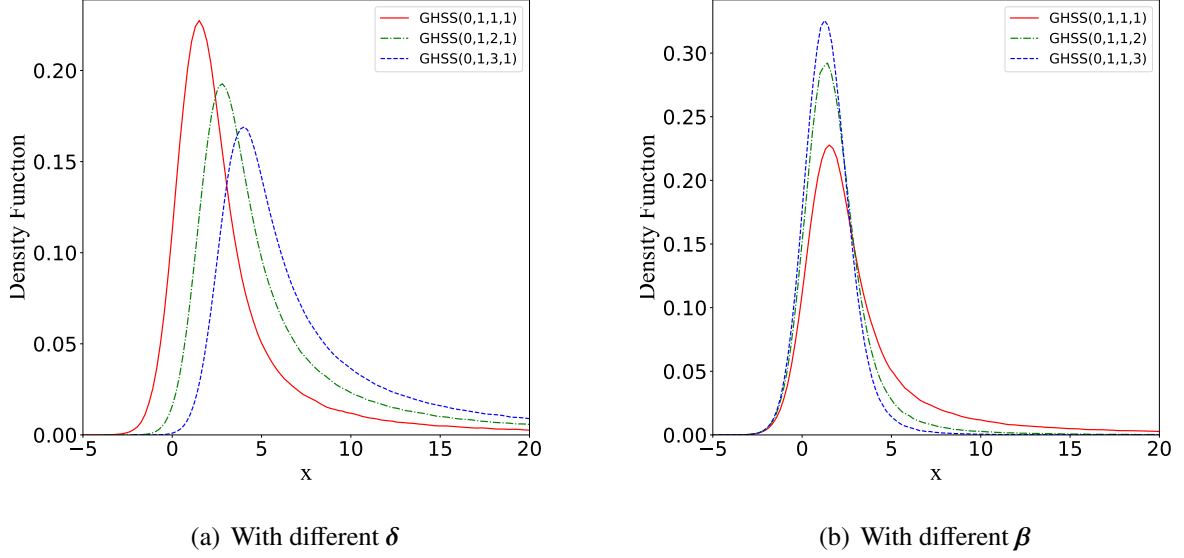 GHSS(0,1,1,1)
GHSS(0,1,2,1)
GHSS(0,1,3,1)
0.20
0.15
0.10
0.05
0.00
Density Function
−5
0
5
10
15
20
x
(a) With different δ
GHSS(0,1,1,1)
GHSS(0,1,1,2)
GHSS(0,1,1,3)
0.30
0.25
0.20
0.15
0.10
0.05
0.00
Density Function
−5
0
5
10
15
20
x
(b) With different β